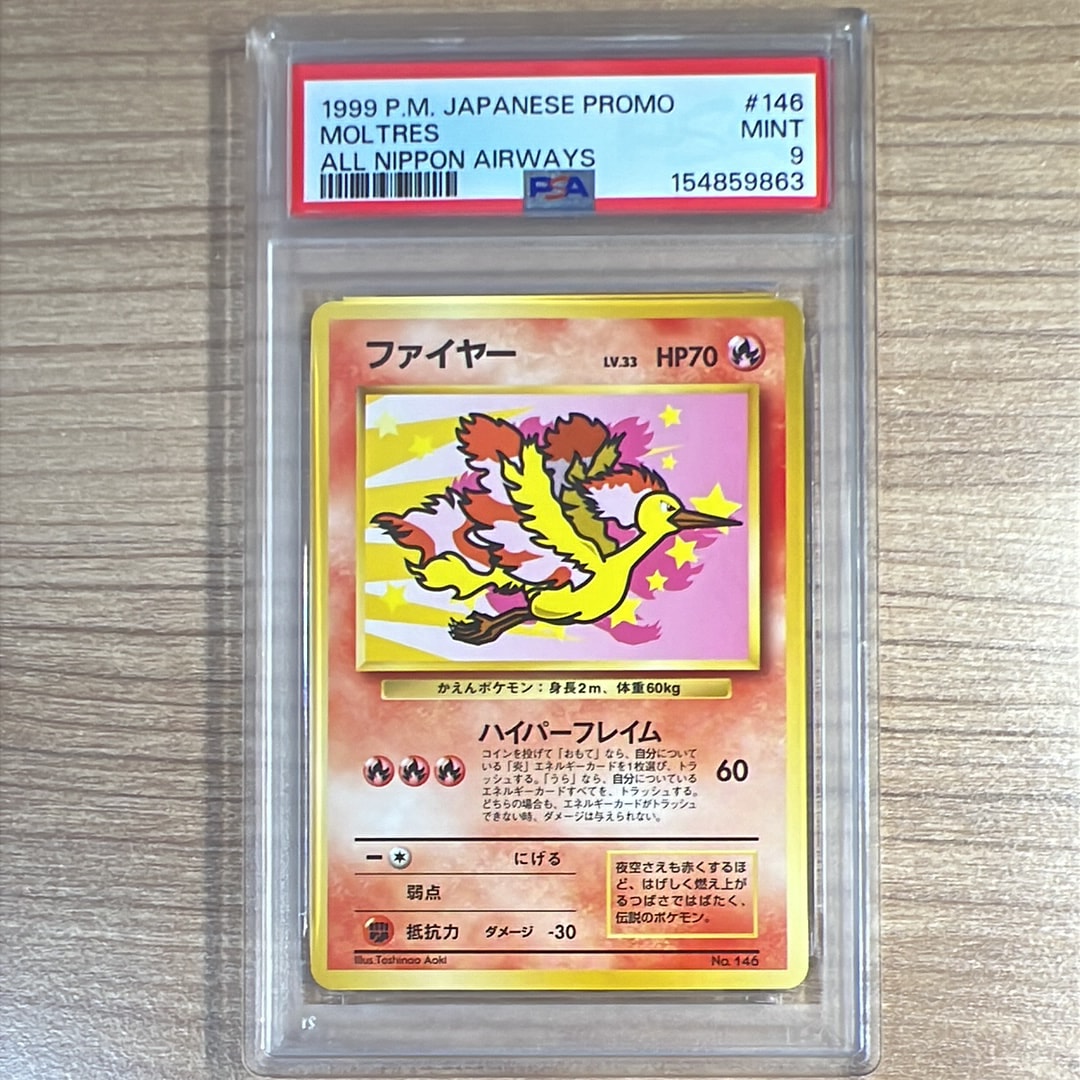 1999 P.M. JAPANESE PROMO #146
MOLTRES MINT
ALL NIPPON AIRWAYS 9
PSA 154859863
ファイヤー LV.33 HP70
かえんポケモン：身長2m、体重60kg
ハイパーフレイム
コインを投げて「おもて」なら、自分について
いる「炎」エネルギーカードを1枚選び、トラ
ッシュする。「うら」なら、自分についている
エネルギーカードすべてを、トラッシュする。
どちらの場合も、エネルギーカードがトラッシュ
できない時、ダメージは与えられない。
60
にげる
弱点
抵抗力 ダメージ -30
夜空さえも赤くするほ
ど、はげしく燃え上が
るつばさではばたく、
伝説のポケモン。
Illus.Toshinao Aoki No. 146